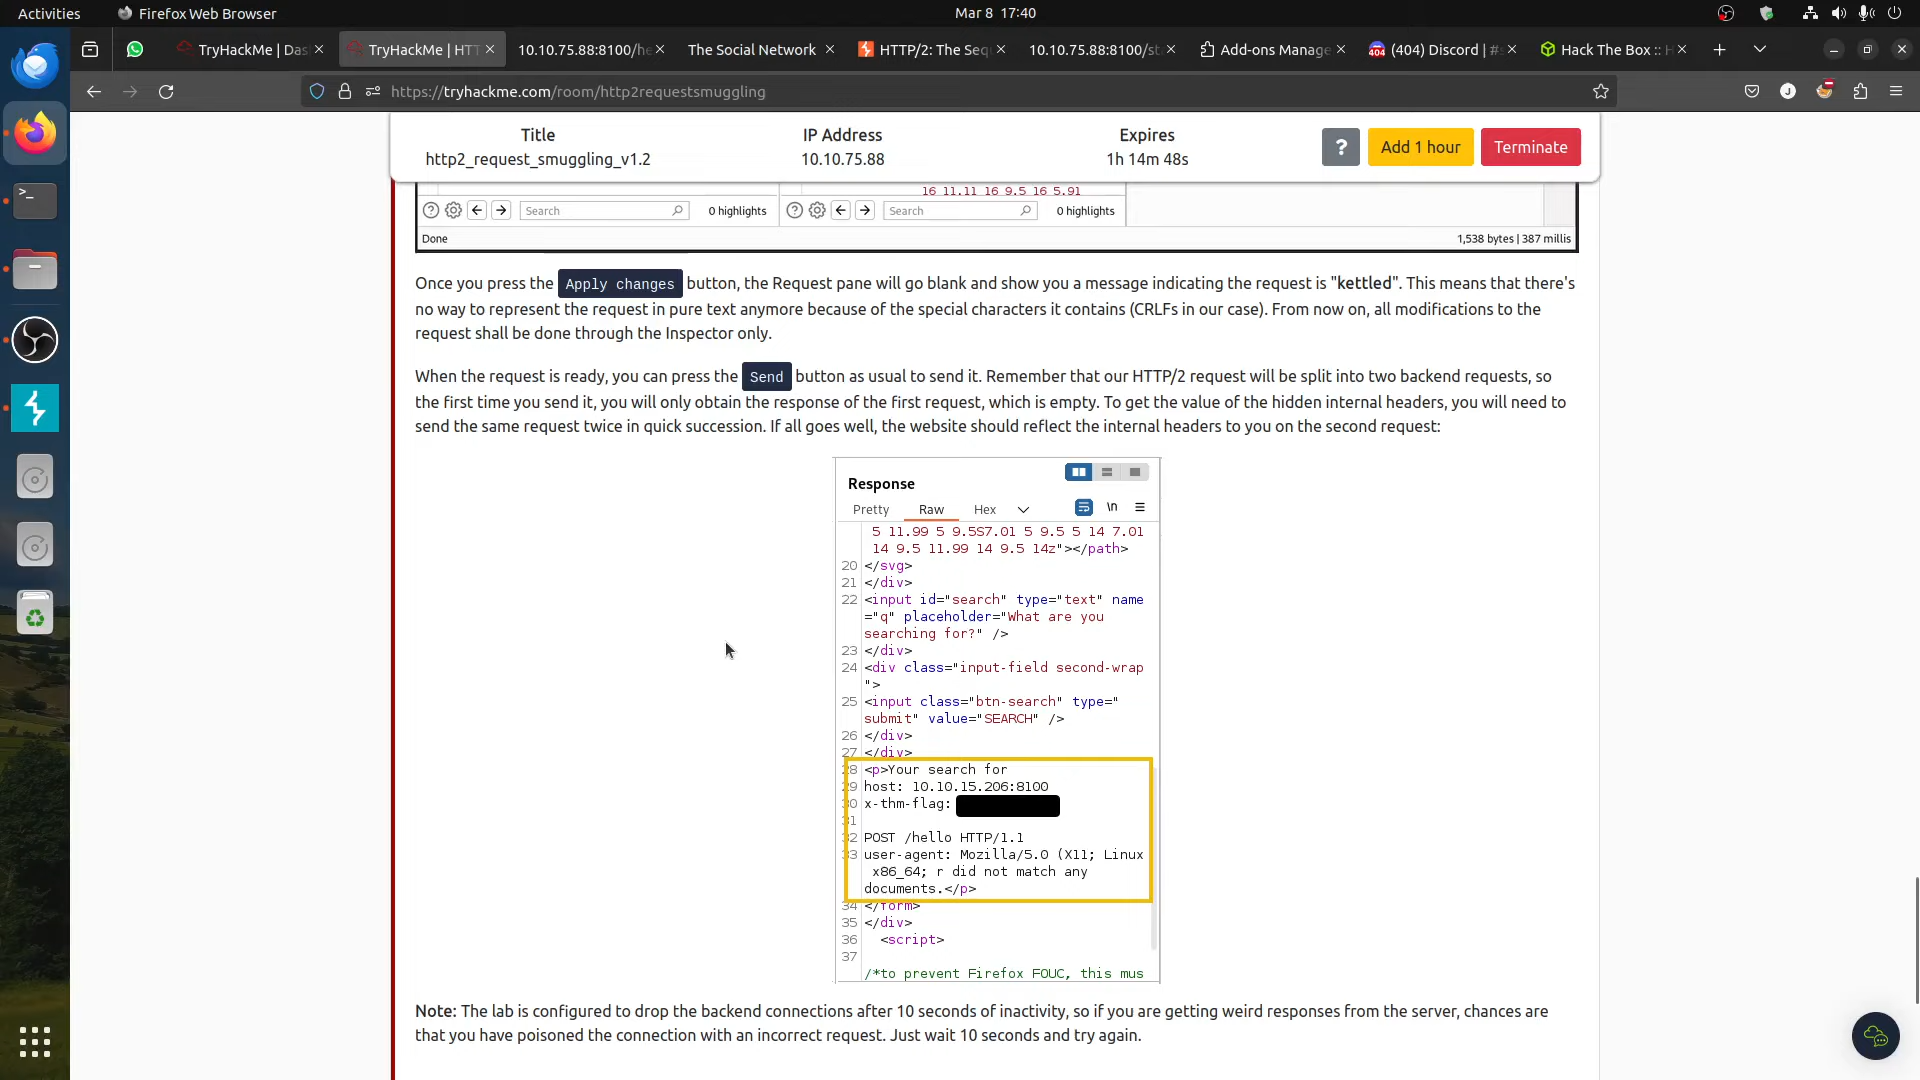 Activities
Firefox Web Browser
Mar 8 17:40
TryHackMe | Das
TryHackMe | HTT
10.10.75.88:8100/he
The Social Network
HTTP/2: The Seq
10.10.75.88:8100/st
Add-ons Manage
(404) Discord | #s
Hack The Box :: H
https://tryhackme.com/room/http2requestsmuggling
Title
http2_request_smuggling_v1.2
IP Address
10.10.75.88
Expires
1h 14m 48s
?
Add 1 hour
Terminate
16 11.11 16 9.5 16 5.91
Search
0 highlights
Search
0 highlights
Done
1,538 bytes | 387 millis
Once you press the Apply changes button, the Request pane will go blank and show you a message indicating the request is "kettled". This means that there's
no way to represent the request in pure text anymore because of the special characters it contains (CRLFs in our case). From now on, all modifications to the
request shall be done through the Inspector only.
When the request is ready, you can press the Send button as usual to send it. Remember that our HTTP/2 request will be split into two backend requests, so
the first time you send it, you will only obtain the response of the first request, which is empty. To get the value of the hidden internal headers, you will need to
send the same request twice in quick succession. If all goes well, the website should reflect the internal headers to you on the second request:
Response
Pretty
Raw
Hex
\n
5 11.99 5 9.5S7.01 5 9.5 5 14 7.01
14 9.5 11.99 14 9.5 14z"></path>
20 </svg>
21 </div>
22 <input id="search" type="text" name
="q" placeholder="What are you
searching for?" />
23 </div>
24 <div class="input-field second-wrap
">
25 <input class="btn-search" type="
submit" value="SEARCH" />
26 </div>
27 </div>
28 <p>Your search for
29 host: 10.10.15.206:8100
30 x-thm-flag:
31
32 POST /hello HTTP/1.1
33 user-agent: Mozilla/5.0 (X11; Linux
x86_64; r did not match any
documents.</p>
34 </form>
35 </div>
36 <script>
37
/*to prevent Firefox FOUC, this mus
Note: The lab is configured to drop the backend connections after 10 seconds of inactivity, so if you are getting weird responses from the server, chances are
that you have poisoned the connection with an incorrect request. Just wait 10 seconds and try again.